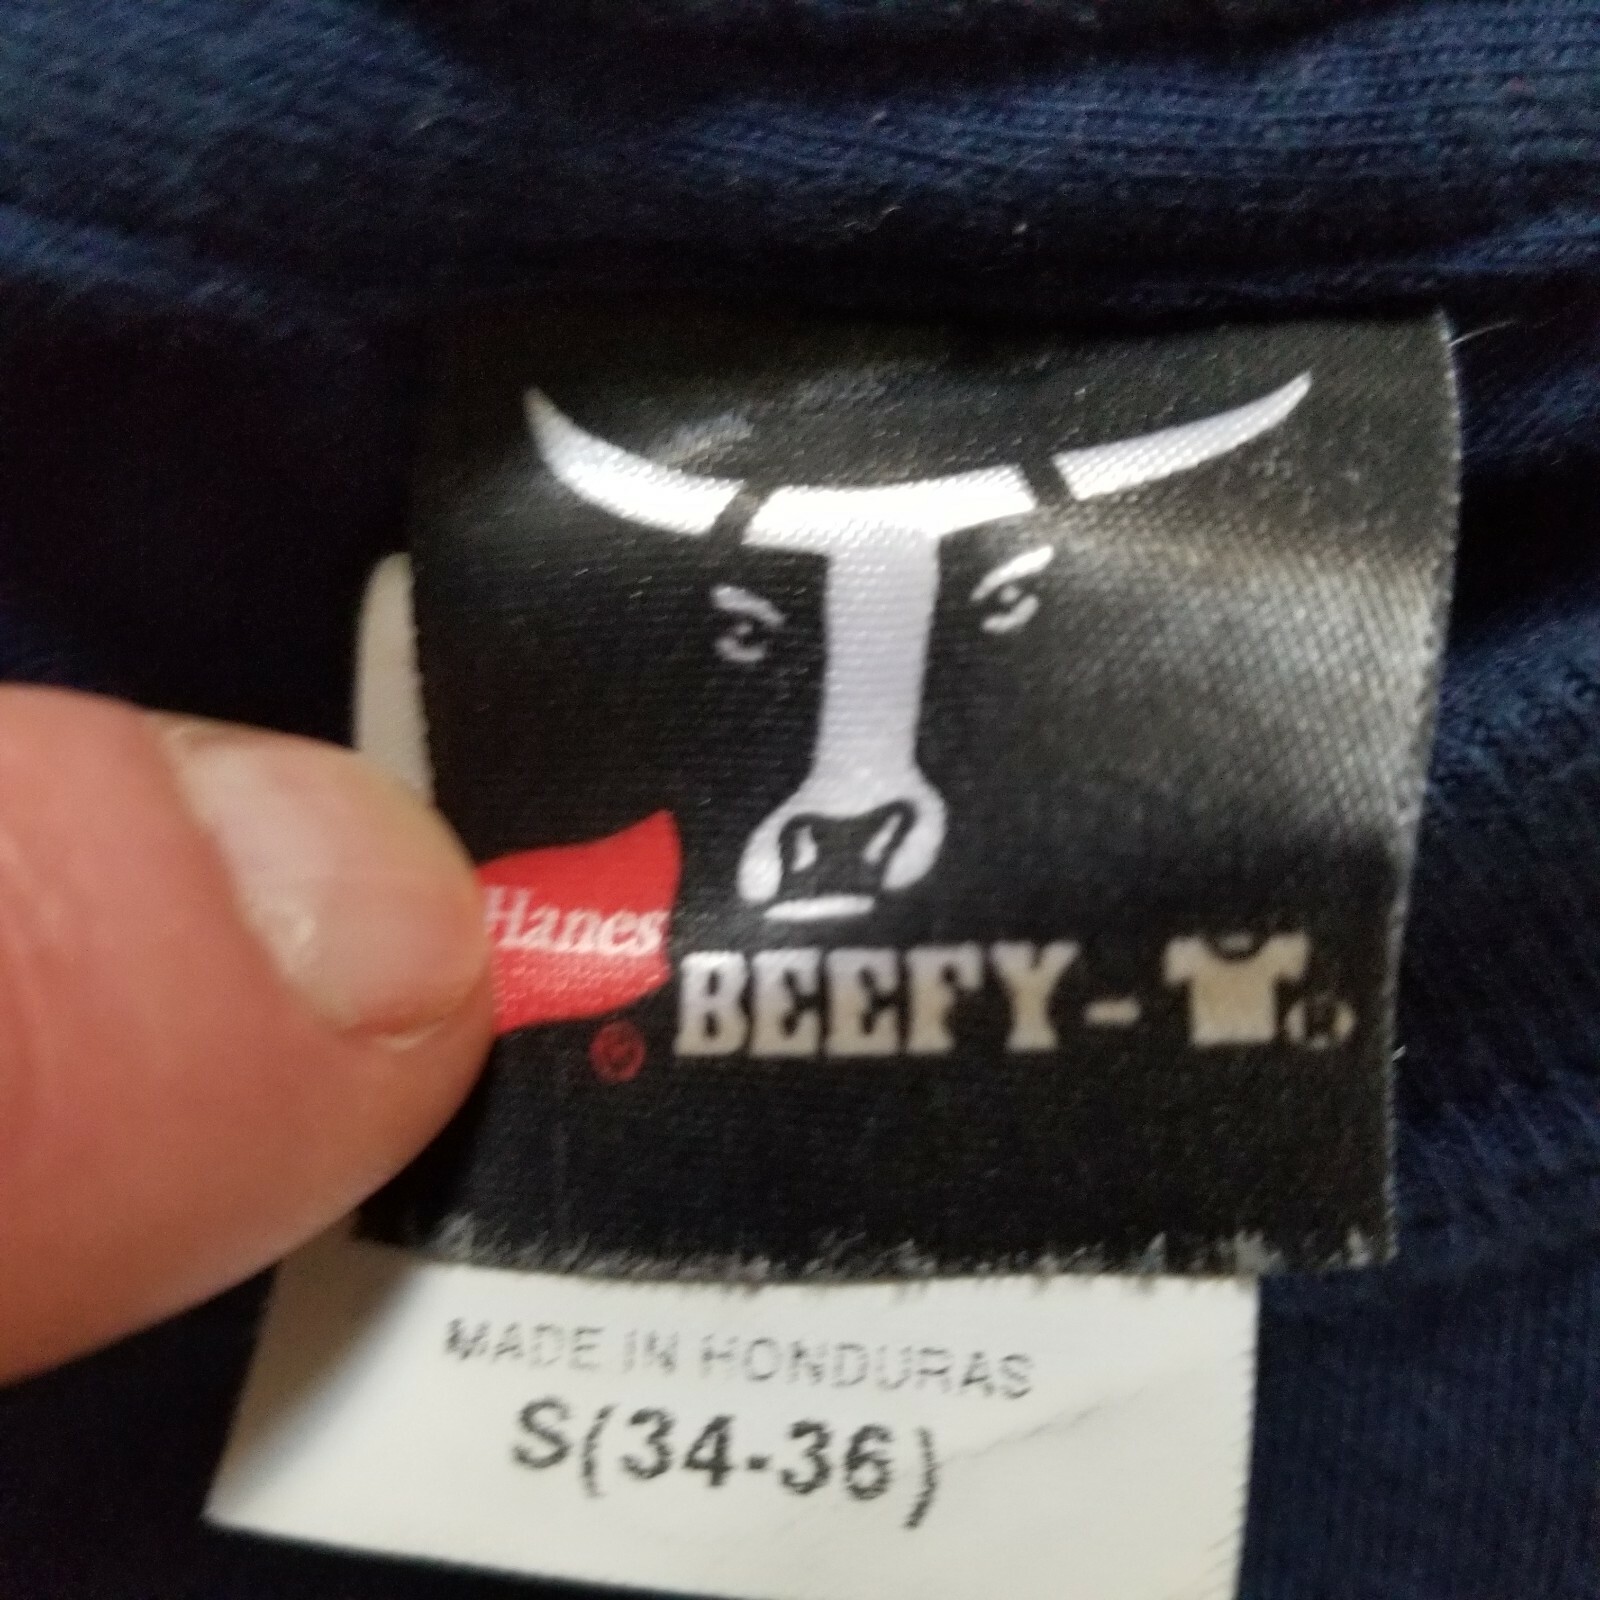 Hanes
®
BEEFY-
MADE IN HONDURAS
S(34-36)